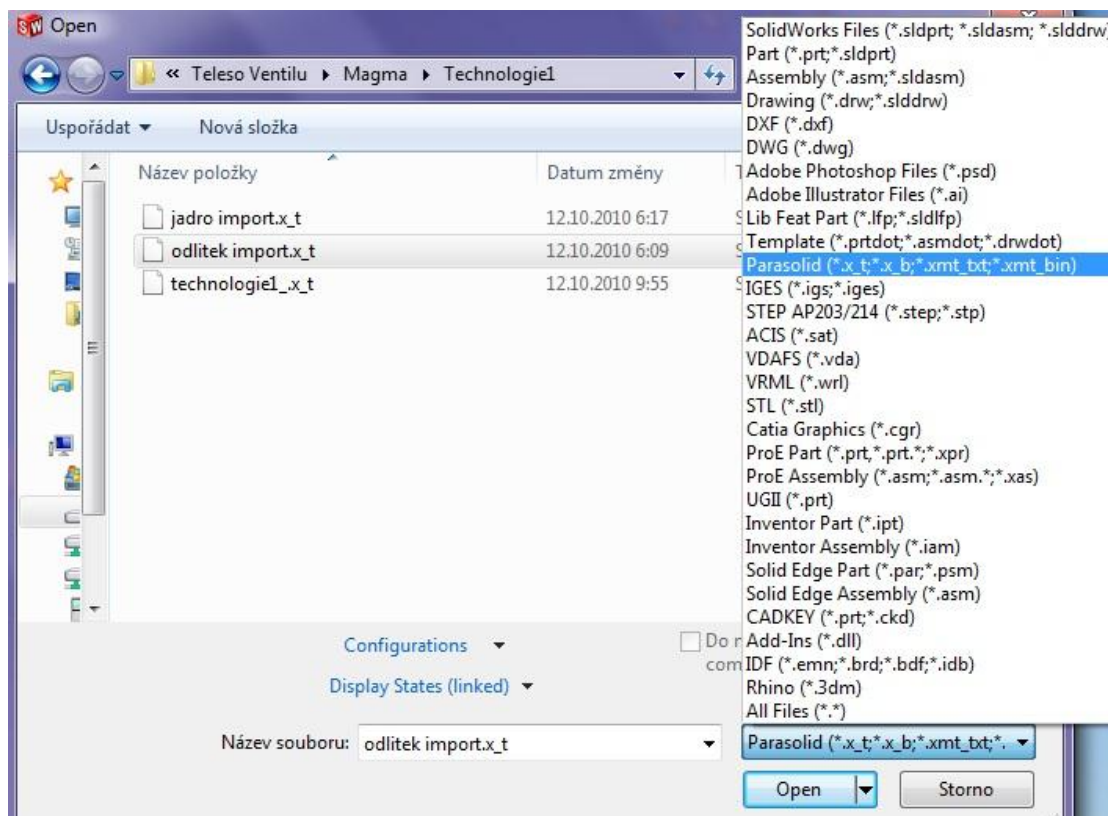 Open
« Teleso Ventilu ▸ Magma ▸ Technologie1
Uspořádat
Nová složka
Název položky
Datum změny
jadro import.x_t
12.10.2010 6:17
odlitek import.x_t
12.10.2010 6:09
technologie1_.x_t
12.10.2010 9:55
SolidWorks Files (*.sldprt; *.sldasm; *.slddrw)
Part (*.prt;*.sldprt)
Assembly (*.asm;*.sldasm)
Drawing (*.drw;*.slddrw)
DXF (*.dxf)
DWG (*.dwg)
Adobe Photoshop Files (*.psd)
Adobe Illustrator Files (*.ai)
Lib Feat Part (*.lfp;*.sldlfp)
Template (*.prtdot;*.asmdot;*.drwdot)
Parasolid (*.x_t;*.x_b;*.xmt_txt;*.xmt_bin)
IGES (*.igs;*.iges)
STEP AP203/214 (*.step;*.stp)
ACIS (*.sat)
VDAFS (*.vda)
VRML (*.wrl)
STL (*.stl)
Catia Graphics (*.cgr)
ProE Part (*.prt,*.prt.*;*.xpr)
ProE Assembly (*.asm;*.asm.*;*.xas)
UGII (*.prt)
Inventor Part (*.ipt)
Inventor Assembly (*.iam)
Solid Edge Part (*.par;*.psm)
Solid Edge Assembly (*.asm)
CADKEY (*.prt;*.ckd)
Add-Ins (*.dll)
IDF (*.emn;*.brd;*.bdf;*.idb)
Rhino (*.3dm)
All Files (*.*)
Configurations
Do
com
Display States (linked)
Název souboru:
odlitek import.x_t
Parasolid (*.x_t;*.x_b;*.xmt_txt;*.
Open
Storno